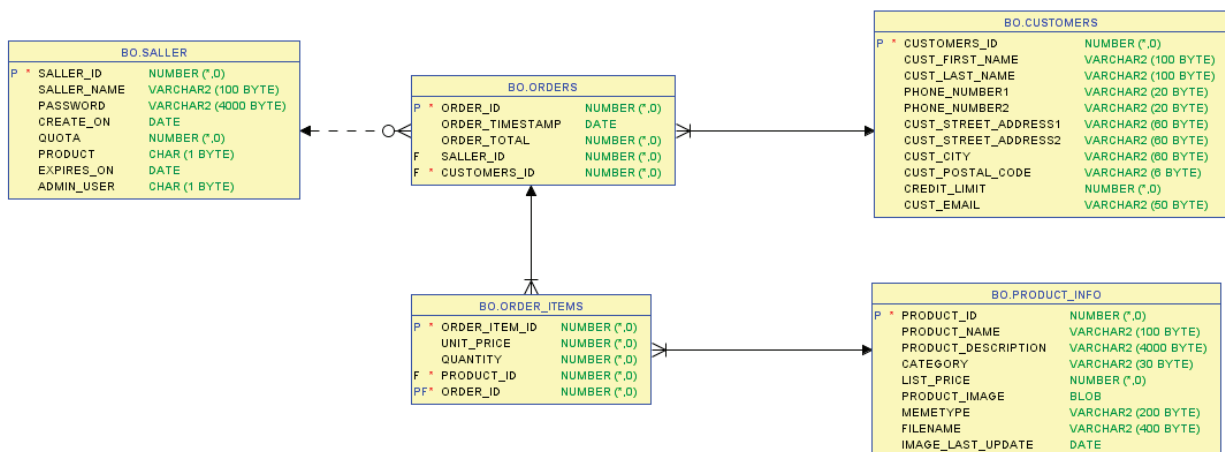 BO.SALLER
P * SALLER_ID NUMBER (*,0)
SALLER_NAME VARCHAR2 (100 BYTE)
PASSWORD VARCHAR2 (4000 BYTE)
CREATE_ON DATE
QUOTA NUMBER (*,0)
PRODUCT CHAR (1 BYTE)
EXPIRES_ON DATE
ADMIN_USER CHAR (1 BYTE)
BO.ORDERS
P * ORDER_ID NUMBER (*,0)
ORDER_TIMESTAMP DATE
ORDER_TOTAL NUMBER (*,0)
F SALLER_ID NUMBER (*,0)
F * CUSTOMERS_ID NUMBER (*,0)
BO.CUSTOMERS
P * CUSTOMERS_ID NUMBER (*,0)
CUST_FIRST_NAME VARCHAR2 (100 BYTE)
CUST_LAST_NAME VARCHAR2 (100 BYTE)
PHONE_NUMBER1 VARCHAR2 (20 BYTE)
PHONE_NUMBER2 VARCHAR2 (20 BYTE)
CUST_STREET_ADDRESS1 VARCHAR2 (60 BYTE)
CUST_STREET_ADDRESS2 VARCHAR2 (60 BYTE)
CUST_CITY VARCHAR2 (60 BYTE)
CUST_POSTAL_CODE VARCHAR2 (6 BYTE)
CREDIT_LIMIT NUMBER (*,0)
CUST_EMAIL VARCHAR2 (50 BYTE)
BO.ORDER_ITEMS
P * ORDER_ITEM_ID NUMBER (*,0)
UNIT_PRICE NUMBER (*,0)
QUANTITY NUMBER (*,0)
F * PRODUCT_ID NUMBER (*,0)
PF* ORDER_ID NUMBER (*,0)
BO.PRODUCT_INFO
P * PRODUCT_ID NUMBER (*,0)
PRODUCT_NAME VARCHAR2 (100 BYTE)
PRODUCT_DESCRIPTION VARCHAR2 (4000 BYTE)
CATEGORY VARCHAR2 (30 BYTE)
LIST_PRICE NUMBER (*,0)
PRODUCT_IMAGE BLOB
MEMETYPE VARCHAR2 (200 BYTE)
FILENAME VARCHAR2 (400 BYTE)
IMAGE_LAST_UPDATE DATE